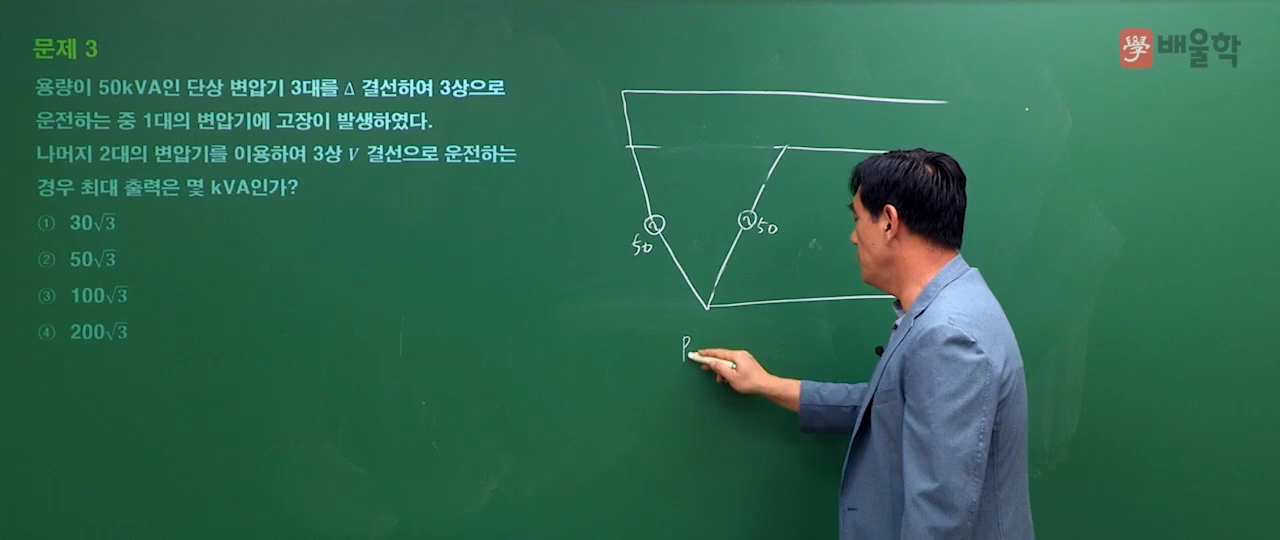 문제 3
용량이 50kVA인 단상 변압기 3대를 Δ 결선하여 3상으로
운전하는 중 1대의 변압기에 고장이 발생하였다.
나머지 2대의 변압기를 이용하여 3상 V 결선으로 운전하는
경우 최대 출력은 몇 kVA인가?
① 30√3
② 50√3
③ 100√3
④ 200√3
學 배울학
50
50
P